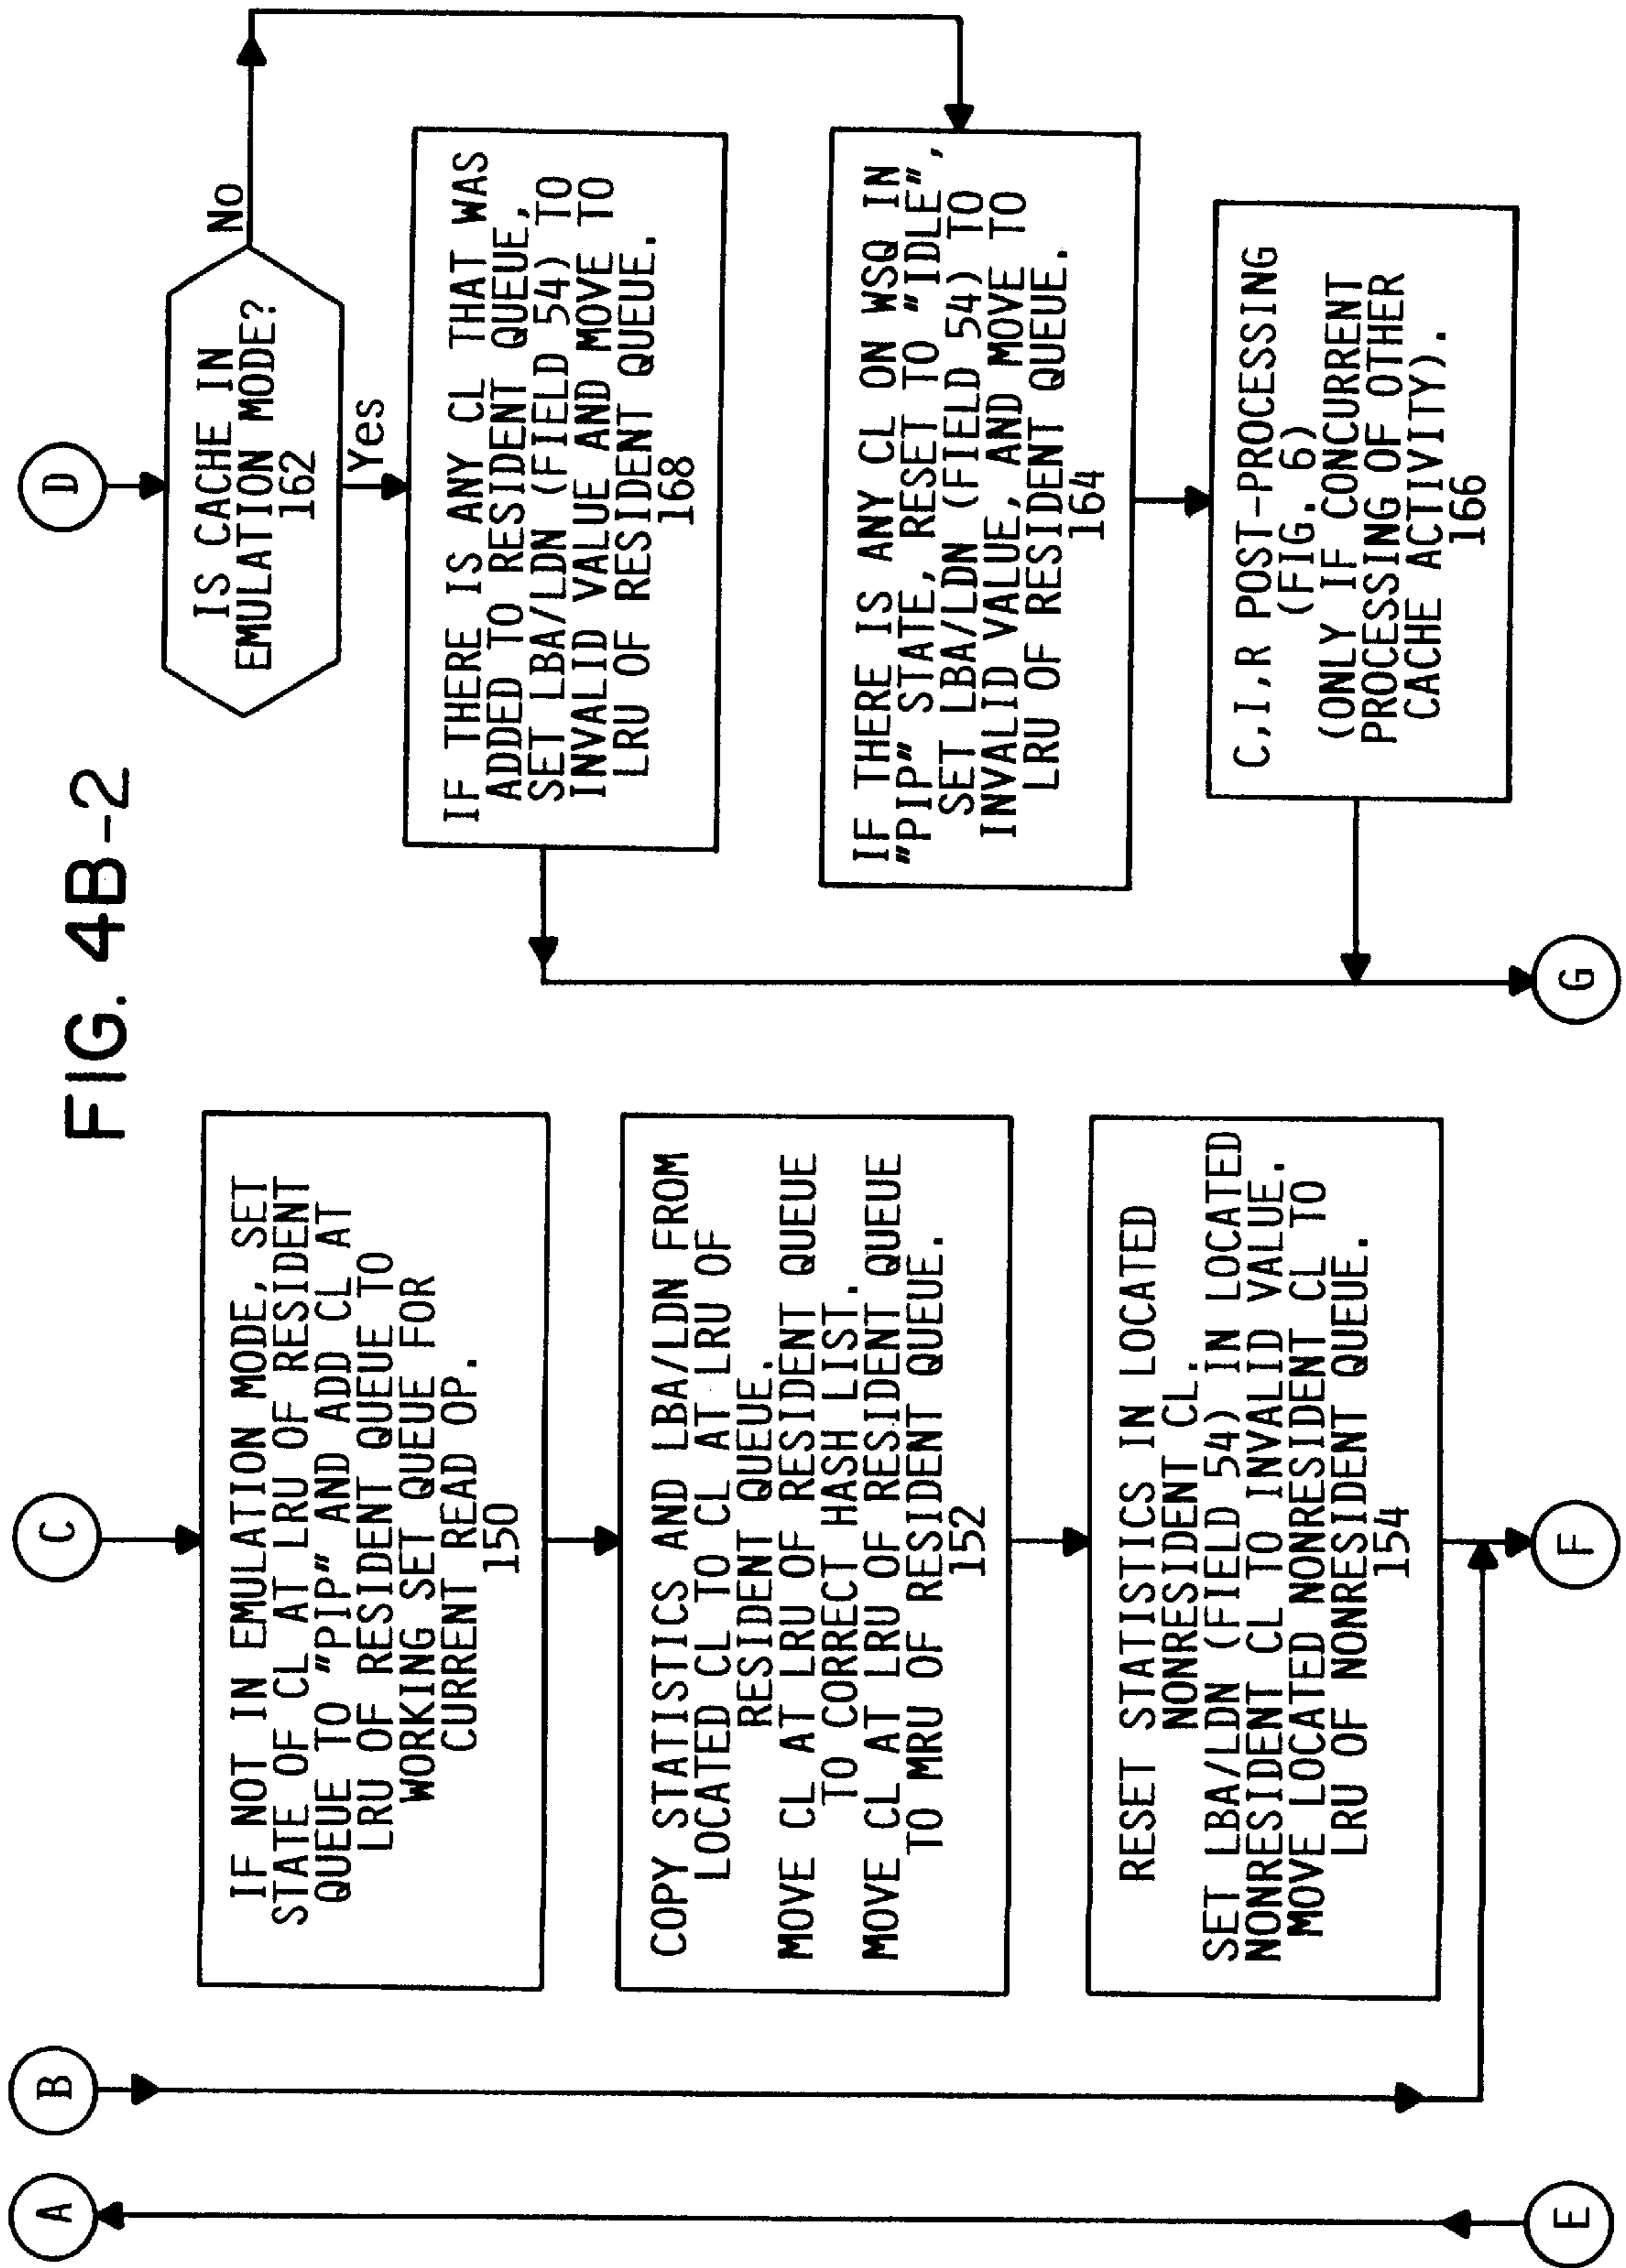 FIG. 4B-2
A
B
C
IF NOT IN EMULATION MODE, SET
STATE OF CL AT LRU OF RESIDENT
QUEUE TO "PIP" AND ADD CL AT
LRU OF RESIDENT QUEUE TO
WORKING SET QUEUE FOR
CURRENT READ OP.
150
COPY STATISTICS AND LBA/LDN FROM
LOCATED CL TO CL AT LRU OF
RESIDENT QUEUE.
MOVE CL AT LRU OF RESIDENT QUEUE
TO CORRECT HASH LIST.
MOVE CL AT LRU OF RESIDENT QUEUE
TO MRU OF RESIDENT QUEUE.
152
RESET STATISTICS IN LOCATED
NONRESIDENT CL.
SET LBA/LDN (FIELD 54) IN LOCATED
NONRESIDENT CL TO INVALID VALUE.
MOVE LOCATED NONRESIDENT CL TO
LRU OF NONRESIDENT QUEUE.
154
E
F
D
IS CACHE IN
EMULATION MODE?
162
No
Yes
IF THERE IS ANY CL THAT WAS
ADDED TO RESIDENT QUEUE,
SET LBA/LDN (FIELD 54) TO
INVALID VALUE AND MOVE TO
LRU OF RESIDENT QUEUE.
168
IF THERE IS ANY CL ON WSQ IN
"PIP" STATE, RESET TO "IDLE",
SET LBA/LDN (FIELD 54) TO
INVALID VALUE, AND MOVE TO
LRU OF RESIDENT QUEUE.
164
C,I,R POST-PROCESSING
(FIG. 6)
(ONLY IF CONCURRENT
PROCESSING OF OTHER
CACHE ACTIVITY).
166
G